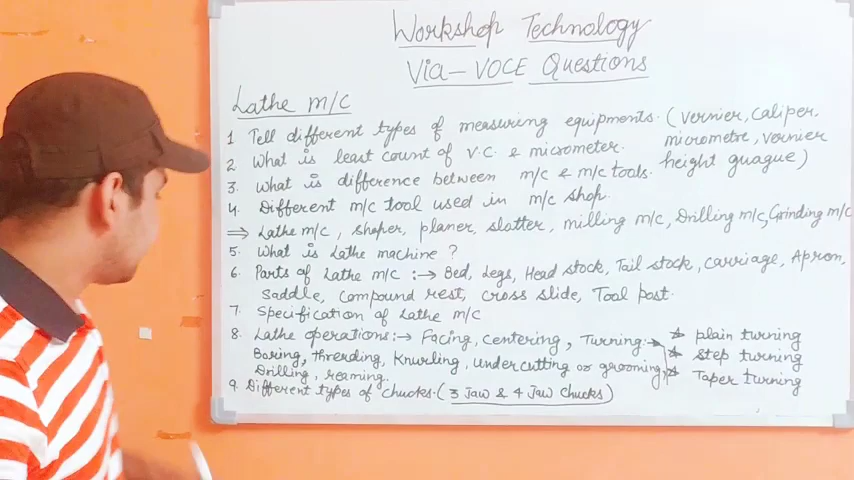 Workshop Technology
Via-VOCE Questions
Lathe m/c
1 Tell different types of measuring equipments. (vernier, caliper, micrometre, vernier height guague)
2. What is least count of V.C. & micrometer.
3. What is difference between m/c & m/c tools.
4. Different m/c tool used in m/c shop.
⇒ Lathe m/c, shaper, planer, slotter, milling m/c, Drilling m/c, Grinding m/c
5. What is Lathe machine ?
6. Parts of Lathe m/c :→ Bed, Legs, Head stock, Tail stock, carriage, Apron,
saddle, compound rest, cross slide, Tool post.
7. Specification of Lathe m/c
8. Lathe operations:→ Facing, centering, Turning→ ☆ plain turning
☆ step turning
☆ Taper turning
Boring, threrding, Knurling, undercutting or grooming,
Drilling, reaming.
9. Different types of chucks. (3 Jaw & 4 Jaw Chucks)